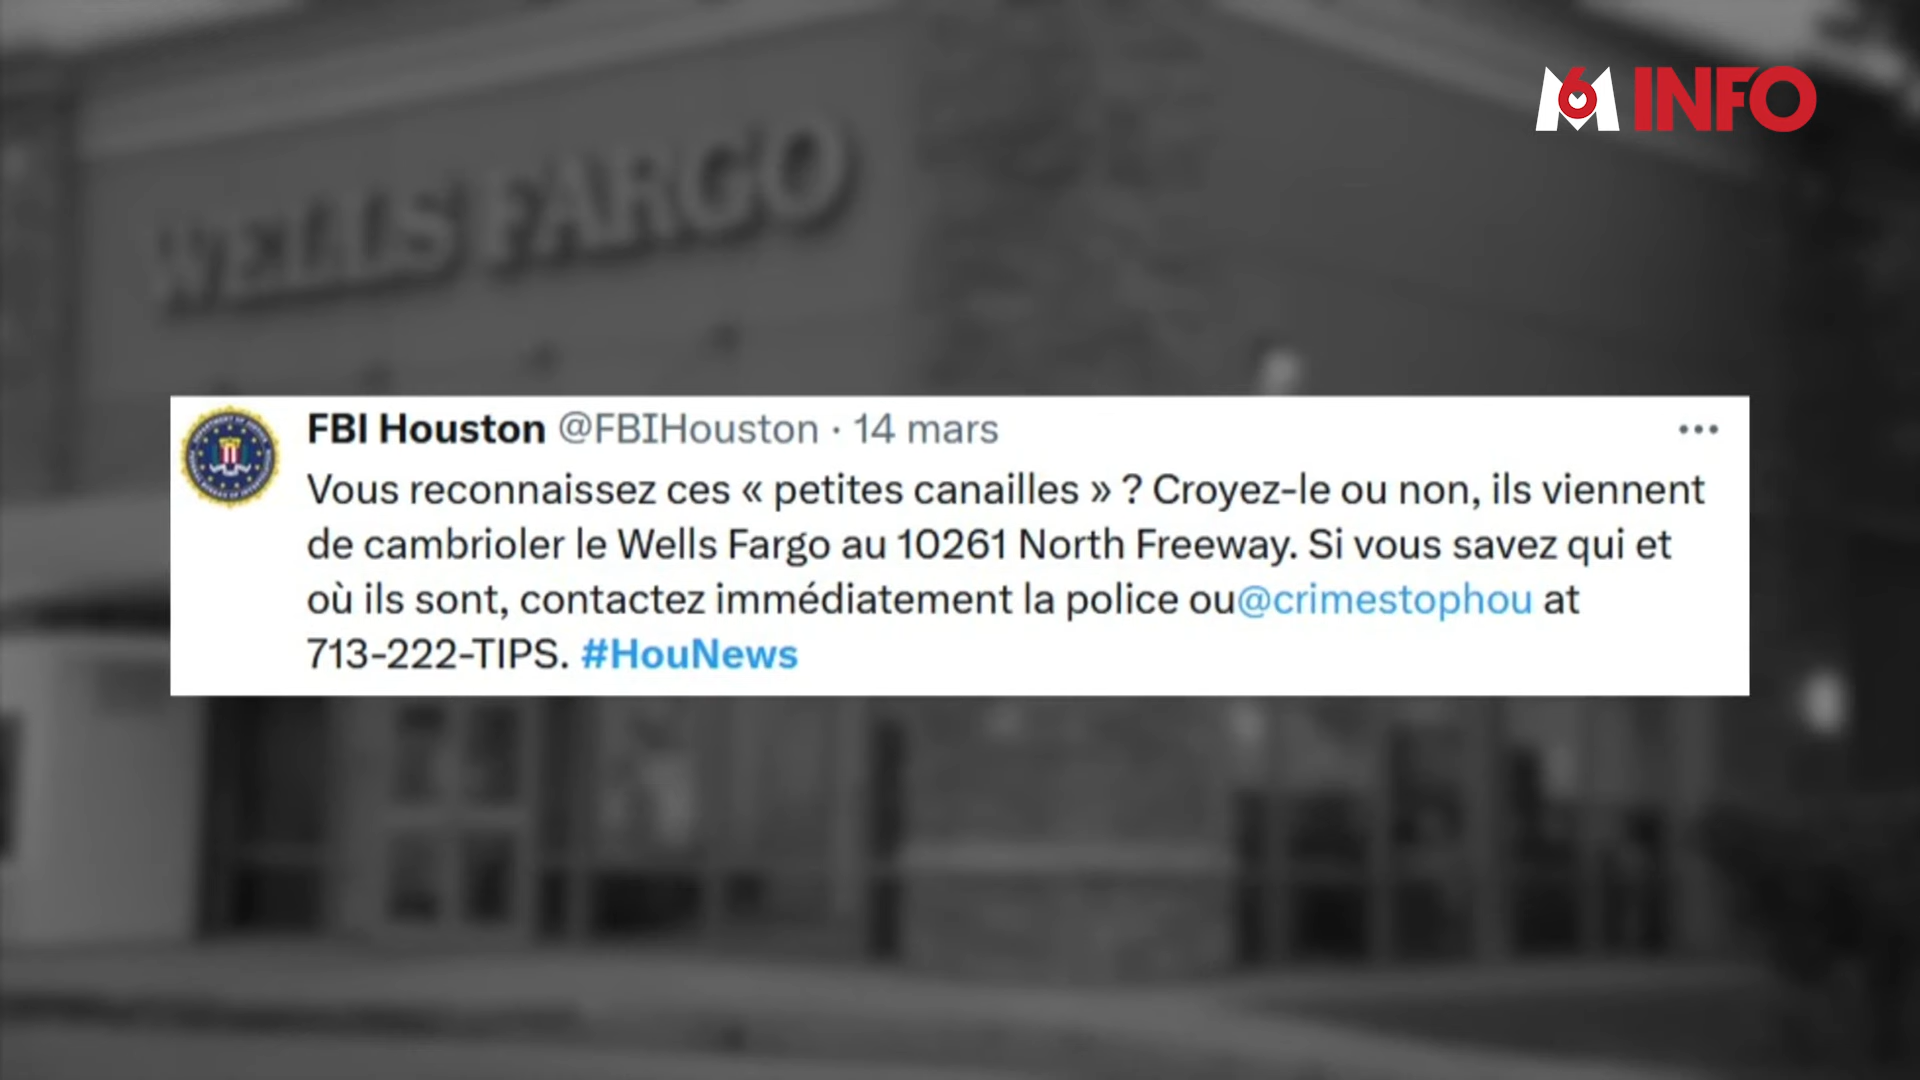 M6 INFO
WELLS FARGO
FBI Houston @FBIHouston · 14 mars
Vous reconnaissez ces « petites canailles » ? Croyez-le ou non, ils viennent
de cambrioler le Wells Fargo au 10261 North Freeway. Si vous savez qui et
où ils sont, contactez immédiatement la police ou@crimestophou at
713-222-TIPS. #HouNews